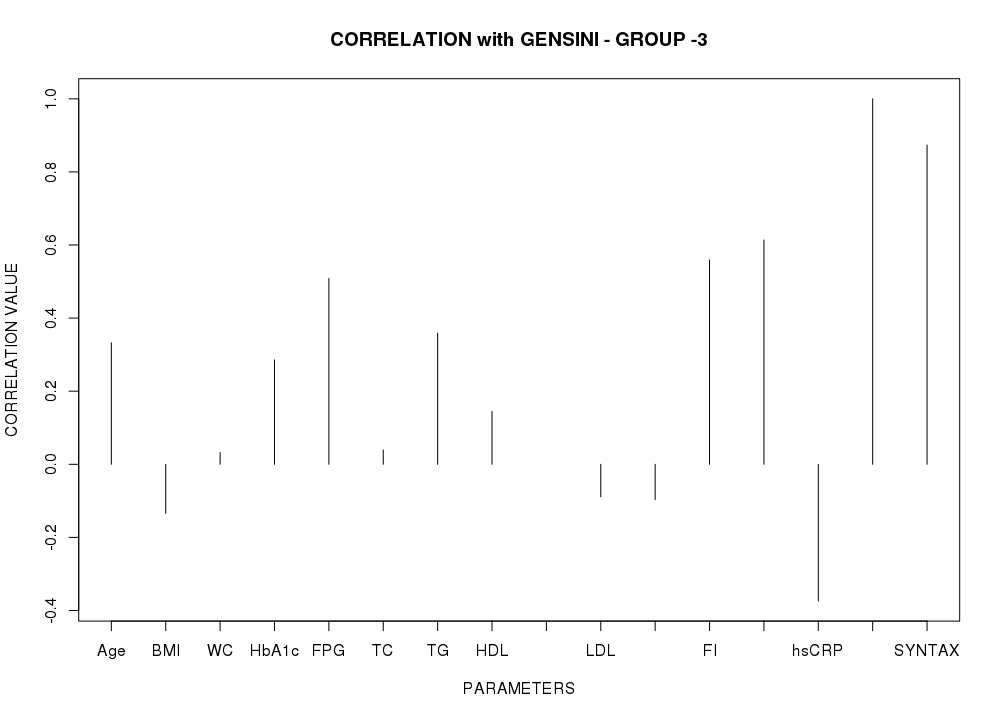 CORRELATION with GENSINI - GROUP -3
CORRELATION VALUE
1.0
0.8
0.6
0.4
0.2
0.0
-0.2
-0.4
Age BMI WC HbA1c FPG TC TG HDL LDL FI hsCRP SYNTAX
PARAMETERS